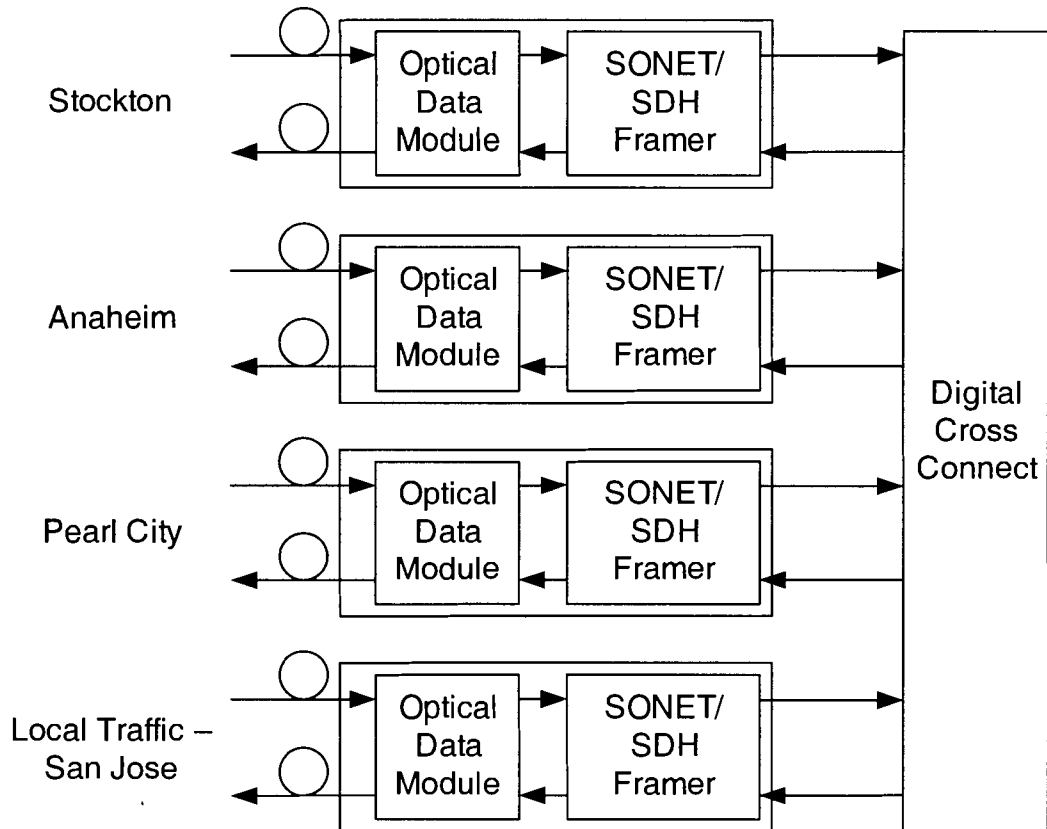 Stockton
Optical
Data
Module
SONET/
SDH
Framer
Anaheim
Optical
Data
Module
SONET/
SDH
Framer
Pearl City
Optical
Data
Module
SONET/
SDH
Framer
Local Traffic –
San Jose
Optical
Data
Module
SONET/
SDH
Framer
Digital
Cross
Connect